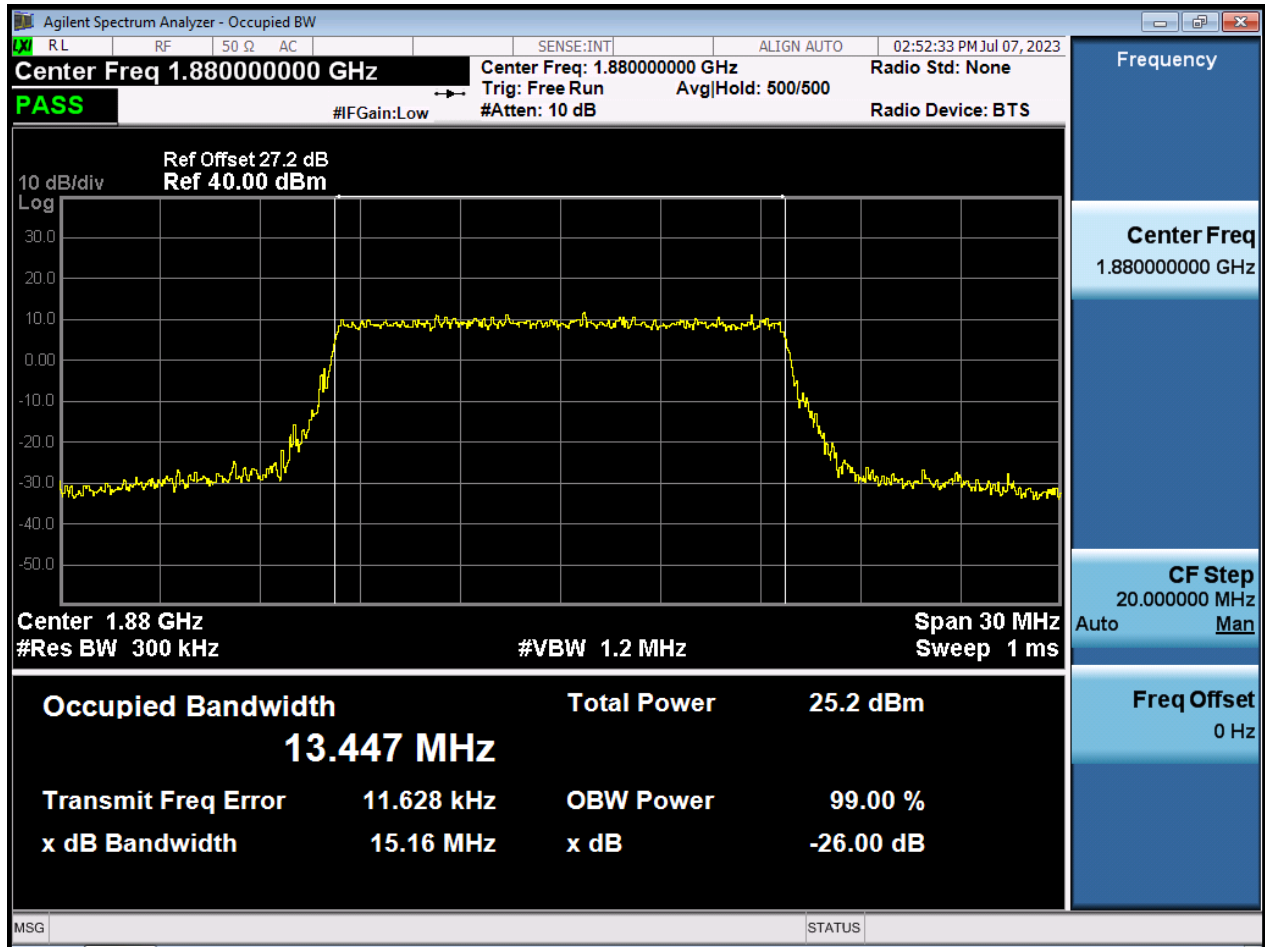 Agilent Spectrum Analyzer - Occupied BW
LXI RL RF 50 Ω AC SENSE:INT ALIGN AUTO 02:52:33 PM Jul 07, 2023
Center Freq 1.880000000 GHz
PASS
#IFGain:Low
Center Freq: 1.880000000 GHz
Trig: Free Run Avg|Hold: 500/500
#Atten: 10 dB
Radio Std: None
Radio Device: BTS
Ref Offset 27.2 dB
10 dB/div Ref 40.00 dBm
Log
30.0
20.0
10.0
0.00
-10.0
-20.0
-30.0
-40.0
-50.0
Center 1.88 GHz Span 30 MHz
#Res BW 300 kHz #VBW 1.2 MHz Sweep 1 ms
Occupied Bandwidth Total Power 25.2 dBm
13.447 MHz
Transmit Freq Error 11.628 kHz OBW Power 99.00 %
x dB Bandwidth 15.16 MHz x dB -26.00 dB
Frequency
Center Freq
1.880000000 GHz
CF Step
20.000000 MHz
Auto Man
Freq Offset
0 Hz
MSG STATUS